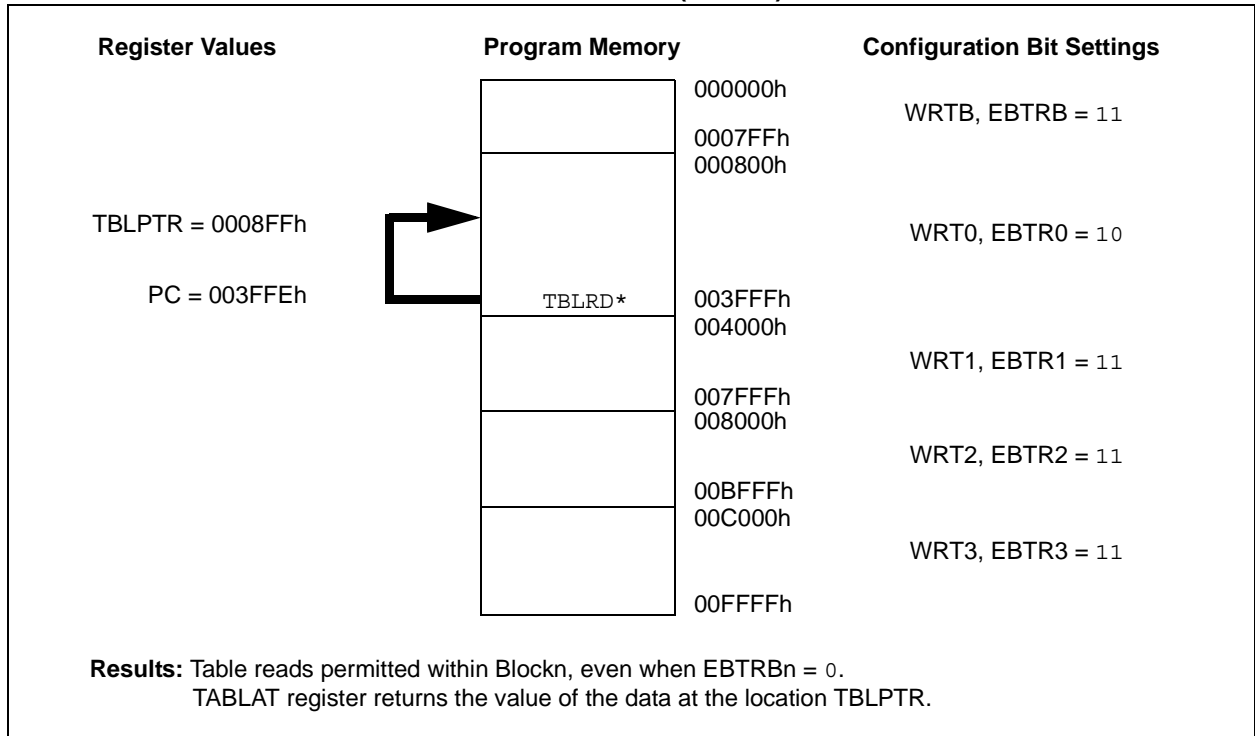 Register Values Program Memory Configuration Bit Settings
000000h
WRTB, EBTRB = 11
0007FFh
000800h
TBLPTR = 0008FFh
WRT0, EBTR0 = 10
PC = 003FFEh TBLRD* 003FFFh
004000h
WRT1, EBTR1 = 11
007FFFh
008000h
WRT2, EBTR2 = 11
00BFFFh
00C000h
WRT3, EBTR3 = 11
00FFFFh
Results: Table reads permitted within Blockn, even when EBTRBn = 0.
TABLAT register returns the value of the data at the location TBLPTR.